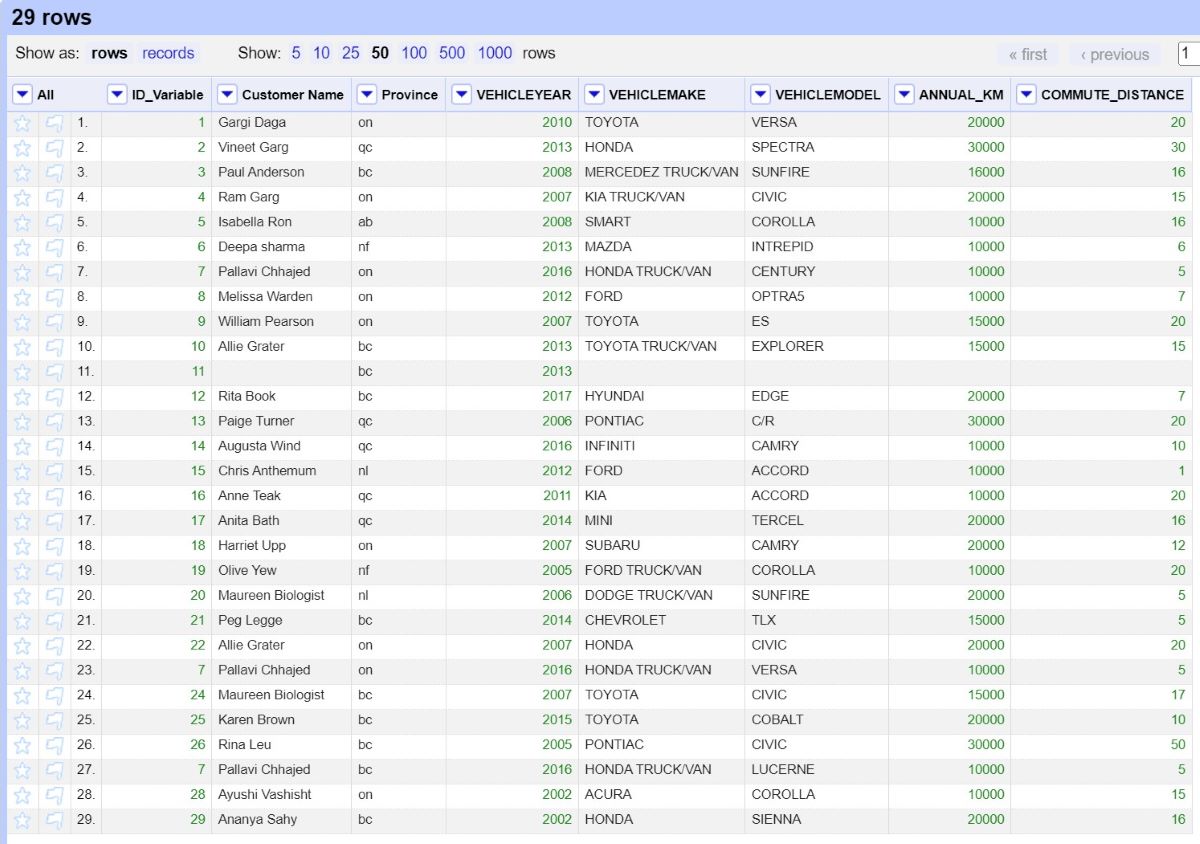 29 rows
Show as: rows records Show: 5 10 25 50 100 500 1000 rows « first ‹ previous 1
All ID_Variable Customer Name Province VEHICLEYEAR VEHICLEMAKE VEHICLEMODEL ANNUAL_KM COMMUTE_DISTANCE
1. 1 Gargi Daga on 2010 TOYOTA VERSA 20000 20
2. 2 Vineet Garg qc 2013 HONDA SPECTRA 30000 30
3. 3 Paul Anderson bc 2008 MERCEDEZ TRUCK/VAN SUNFIRE 16000 16
4. 4 Ram Garg on 2007 KIA TRUCK/VAN CIVIC 20000 15
5. 5 Isabella Ron ab 2008 SMART COROLLA 10000 16
6. 6 Deepa sharma nf 2013 MAZDA INTREPID 10000 6
7. 7 Pallavi Chhajed on 2016 HONDA TRUCK/VAN CENTURY 10000 5
8. 8 Melissa Warden on 2012 FORD OPTRA5 10000 7
9. 9 William Pearson on 2007 TOYOTA ES 15000 20
10. 10 Allie Grater bc 2013 TOYOTA TRUCK/VAN EXPLORER 15000 15
11. 11 bc 2013
12. 12 Rita Book bc 2017 HYUNDAI EDGE 20000 7
13. 13 Paige Turner qc 2006 PONTIAC C/R 30000 20
14. 14 Augusta Wind qc 2016 INFINITI CAMRY 10000 10
15. 15 Chris Anthemum nl 2012 FORD ACCORD 10000 1
16. 16 Anne Teak qc 2011 KIA ACCORD 10000 20
17. 17 Anita Bath qc 2014 MINI TERCEL 20000 16
18. 18 Harriet Upp on 2007 SUBARU CAMRY 20000 12
19. 19 Olive Yew nf 2005 FORD TRUCK/VAN COROLLA 10000 20
20. 20 Maureen Biologist nl 2006 DODGE TRUCK/VAN SUNFIRE 20000 5
21. 21 Peg Legge bc 2014 CHEVROLET TLX 15000 5
22. 22 Allie Grater on 2007 HONDA CIVIC 20000 20
23. 7 Pallavi Chhajed on 2016 HONDA TRUCK/VAN VERSA 10000 5
24. 24 Maureen Biologist bc 2007 TOYOTA CIVIC 15000 17
25. 25 Karen Brown bc 2015 TOYOTA COBALT 20000 10
26. 26 Rina Leu bc 2005 PONTIAC CIVIC 30000 50
27. 7 Pallavi Chhajed bc 2016 HONDA TRUCK/VAN LUCERNE 10000 5
28. 28 Ayushi Vashisht on 2002 ACURA COROLLA 10000 15
29. 29 Ananya Sahy bc 2002 HONDA SIENNA 20000 16